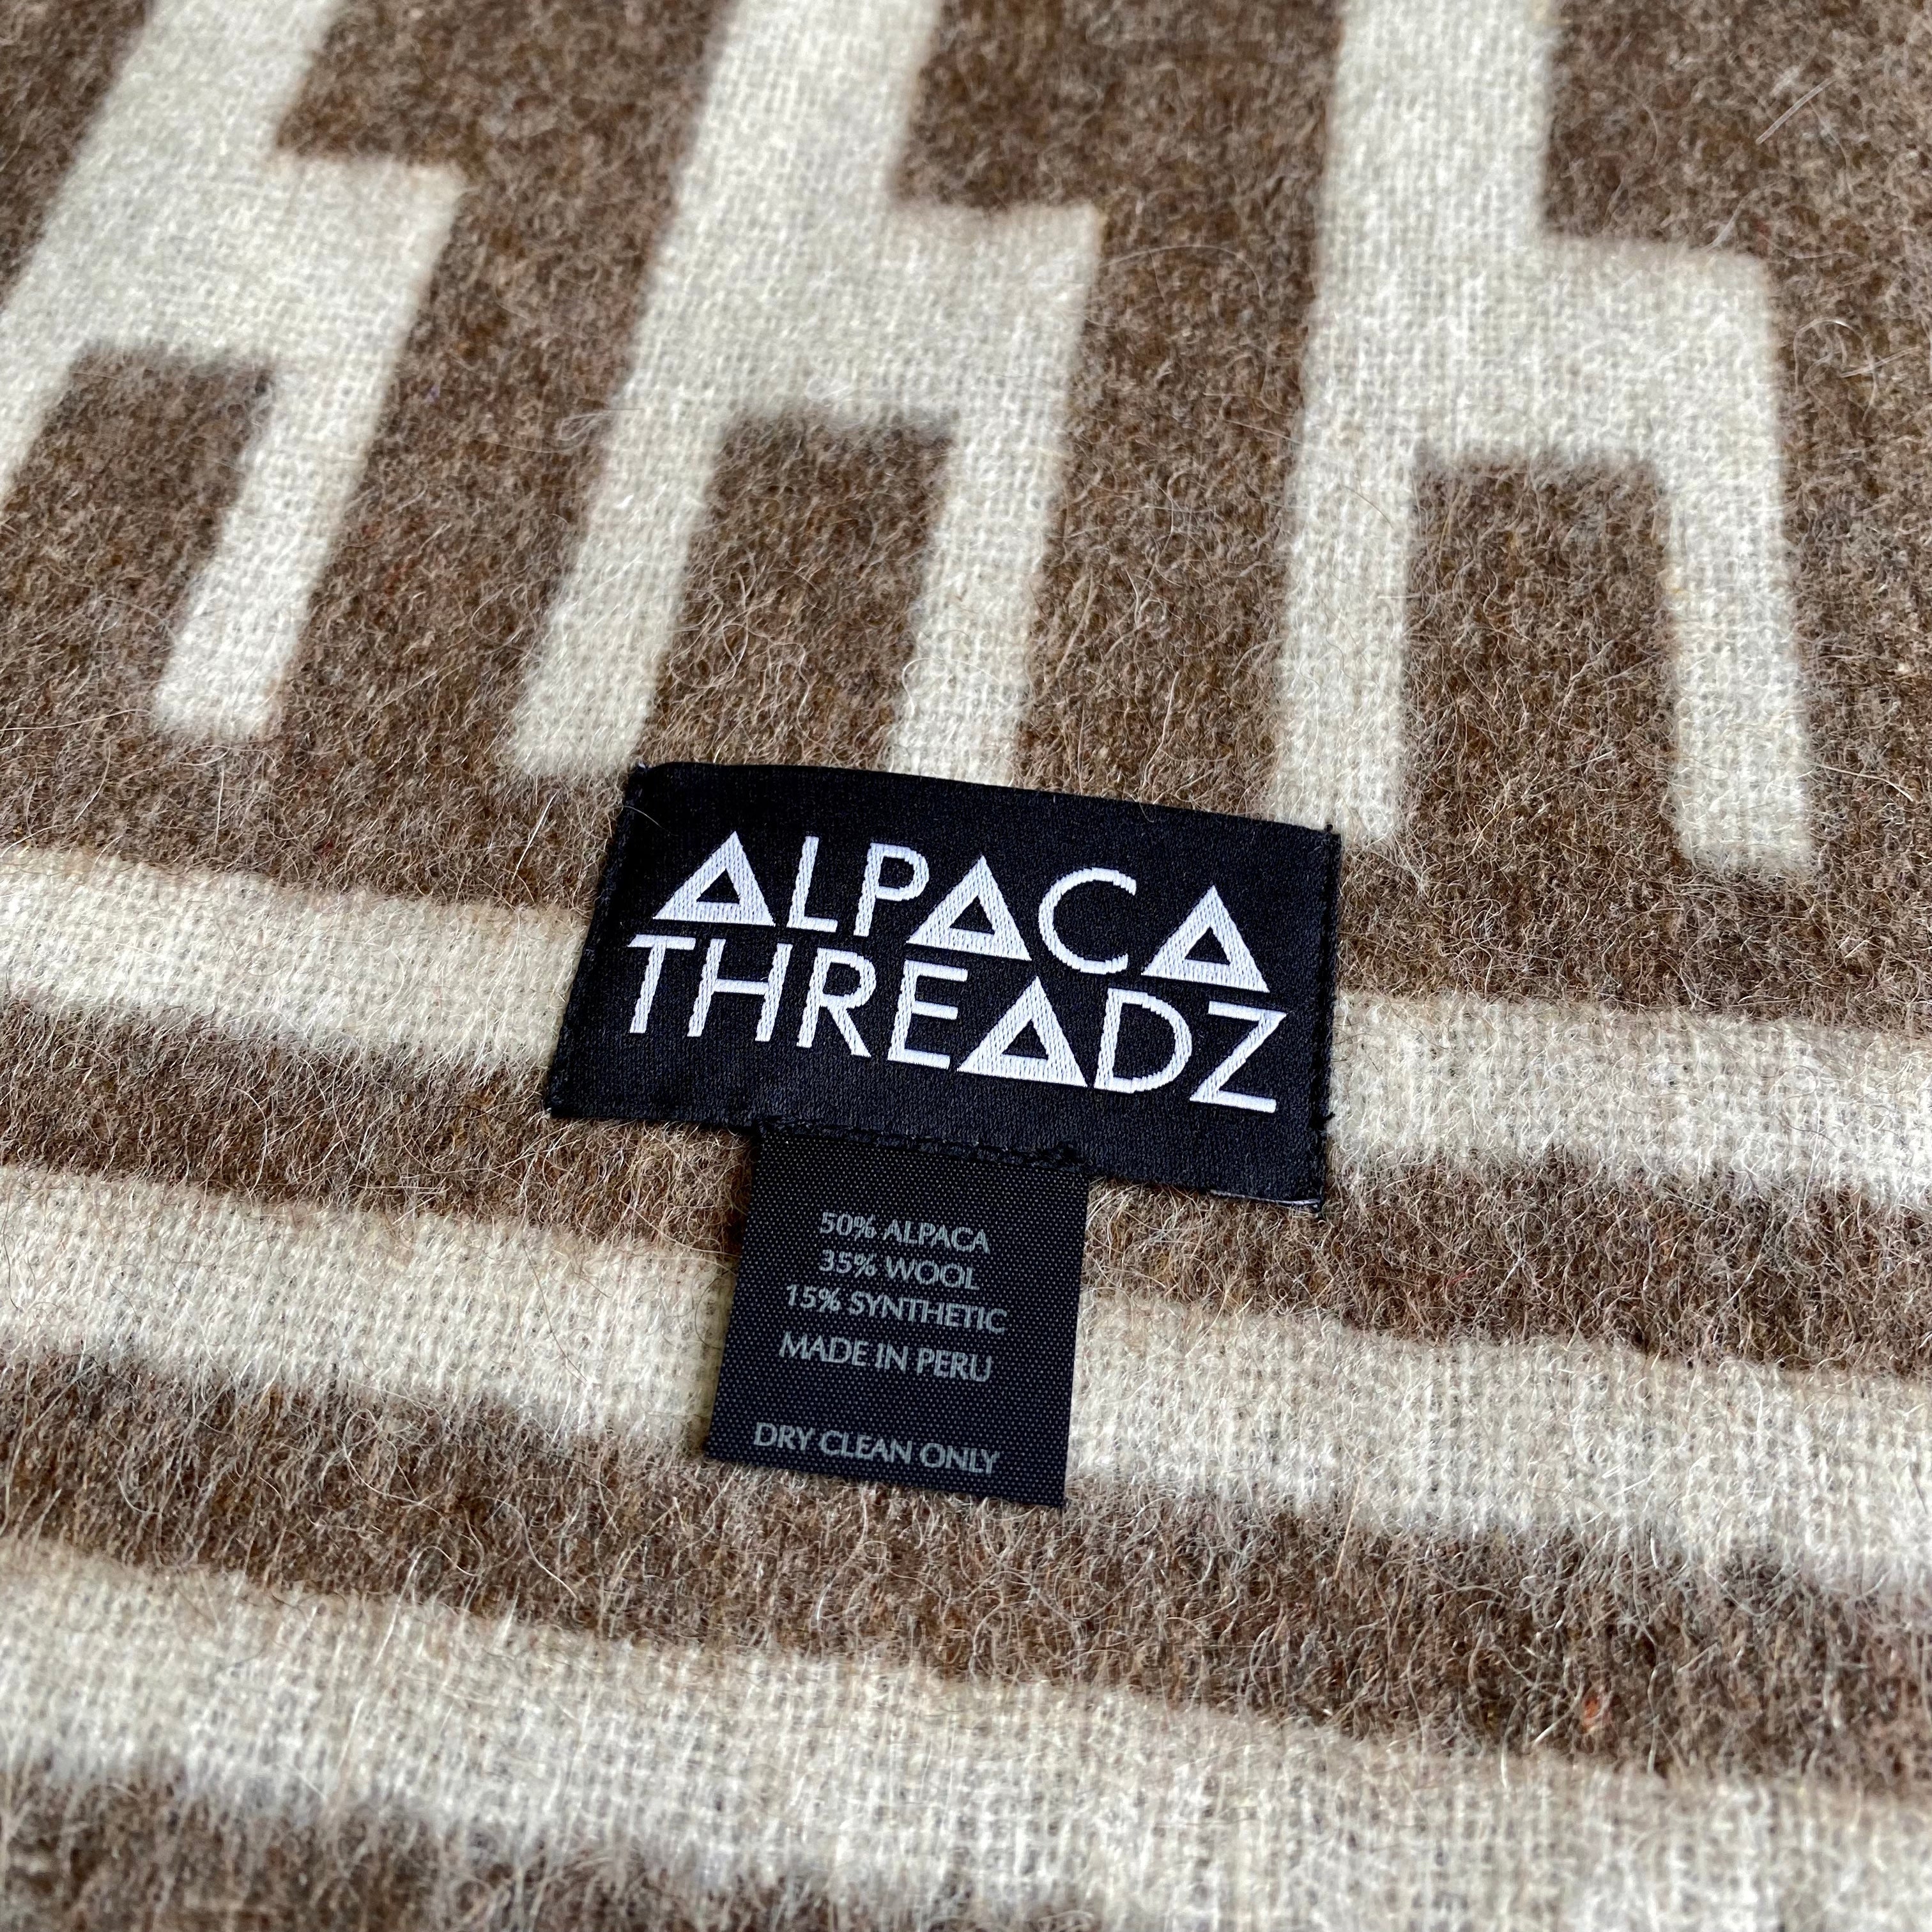 ALPACA
THREADZ
50% ALPACA
35% WOOL
15% SYNTHETIC
MADE IN PERU
DRY CLEAN ONLY